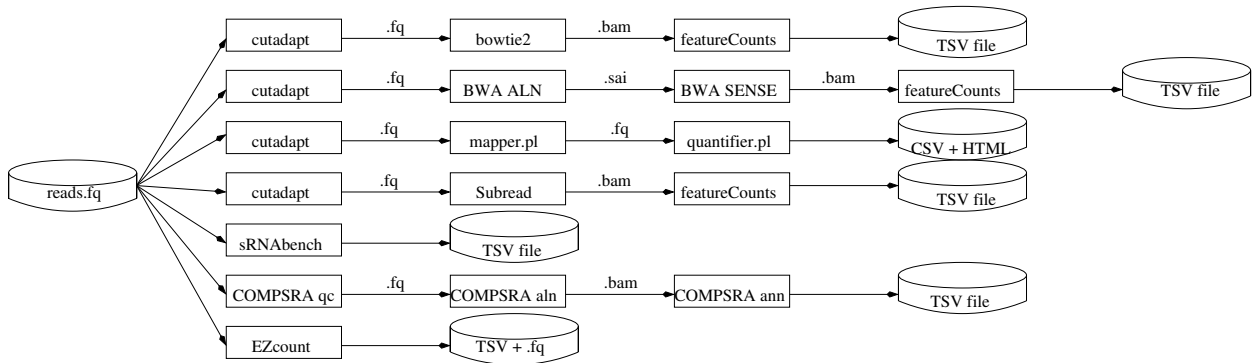 cutadapt .fq bowtie2 .bam featureCounts TSV file
cutadapt .fq BWA ALN .sai BWA SENSE .bam featureCounts TSV file
cutadapt .fq mapper.pl .fq quantifier.pl CSV + HTML
reads.fq
cutadapt .fq Subread .bam featureCounts TSV file
sRNAbench TSV file
COMPSRA qc .fq COMPSRA aln .bam COMPSRA ann TSV file
EZcount TSV + .fq